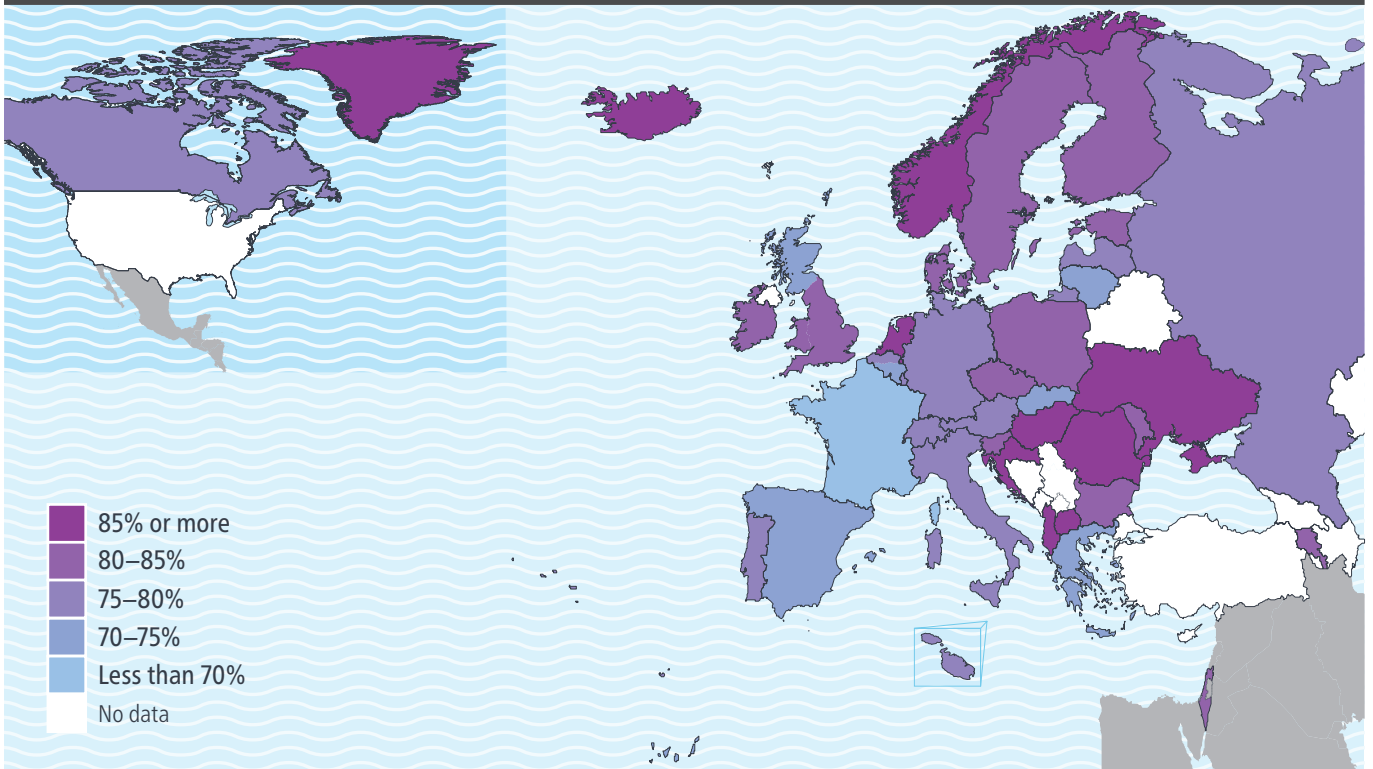 85% or more
80–85%
75–80%
70–75%
Less than 70%
No data